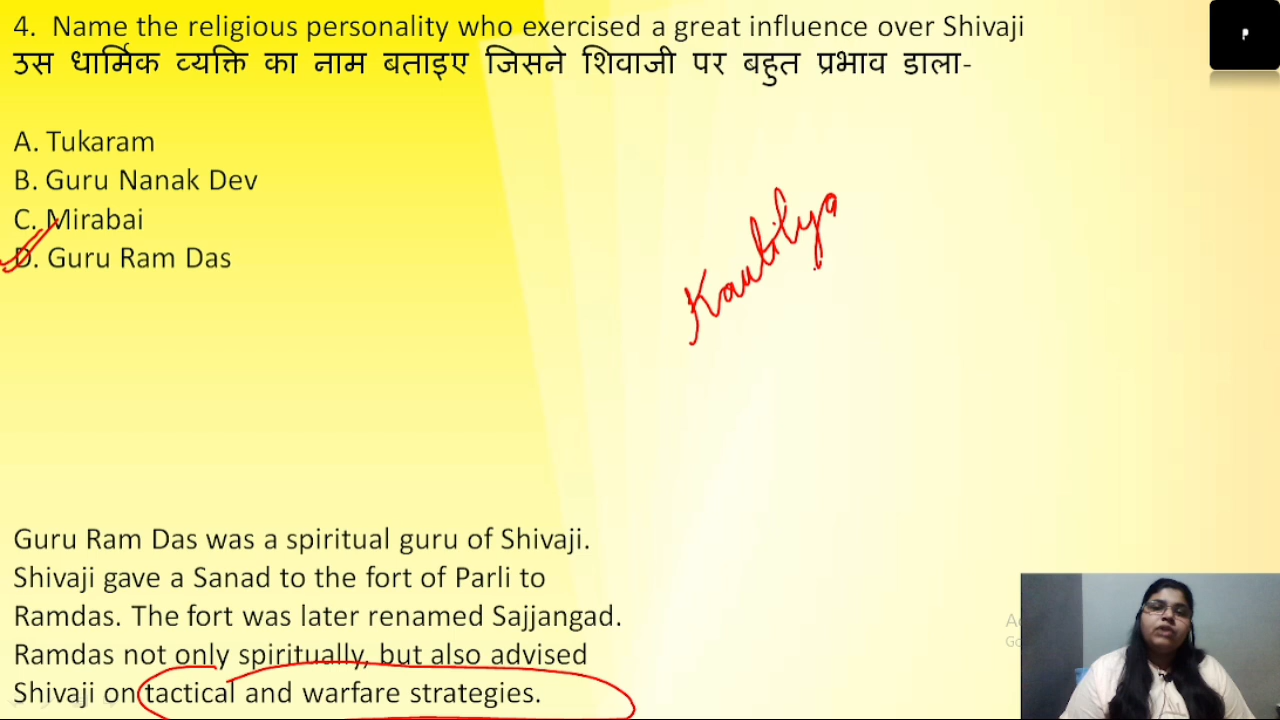 4. Name the religious personality who exercised a great influence over Shivaji
उस धार्मिक व्यक्ति का नाम बताइए जिसने शिवाजी पर बहुत प्रभाव डाला-
A. Tukaram
B. Guru Nanak Dev
C. Mirabai
D. Guru Ram Das
Kautilya
Guru Ram Das was a spiritual guru of Shivaji.
Shivaji gave a Sanad to the fort of Parli to
Ramdas. The fort was later renamed Sajjangad.
Ramdas not only spiritually, but also advised
Shivaji on tactical and warfare strategies.